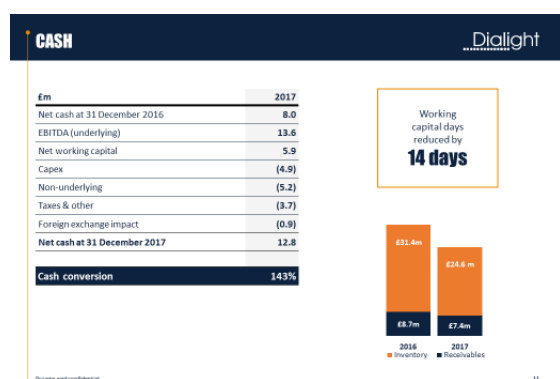 CASH
Dialight
£m 2017
Net cash at 31 December 2016 8.0
EBITDA (underlying) 13.6
Net working capital 5.9
Capex (4.9)
Non-underlying (5.2)
Taxes & other (3.7)
Foreign exchange impact (0.9)
Net cash at 31 December 2017 12.8
Cash conversion 143%
Working
capital days
reduced by
14 days
£31.4m
£24.6 m
£8.7m
£7.4m
2016 2017
Inventory Receivables
Private and confidential
11